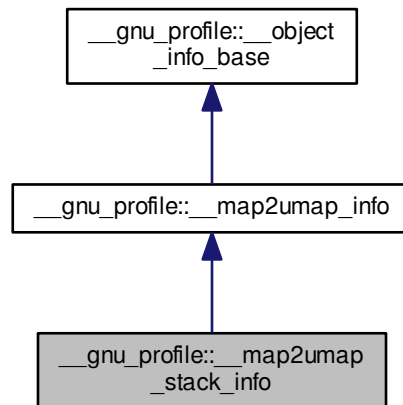 __gnu_profile::__object
_info_base
__gnu_profile::__map2umap_info
__gnu_profile::__map2umap
_stack_info